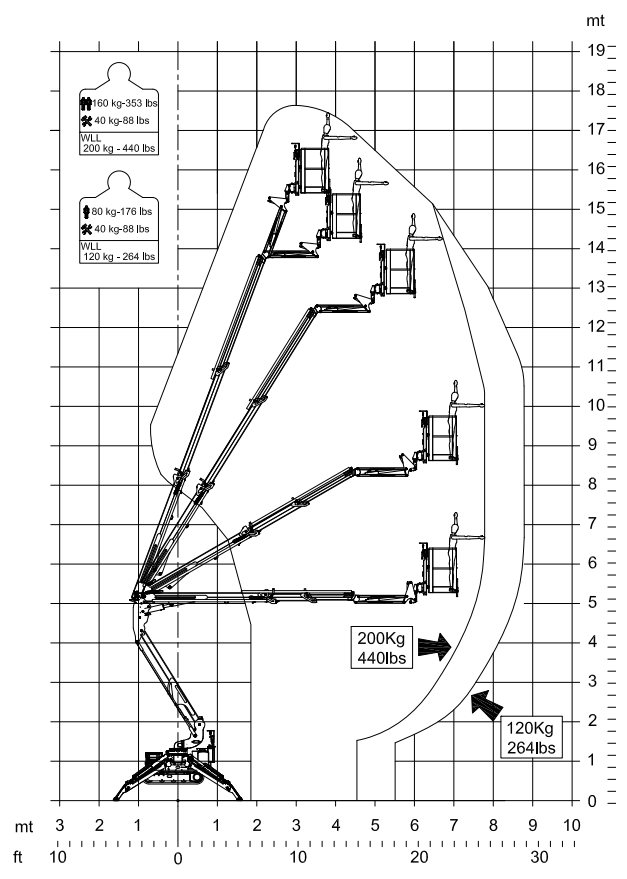 mt
160 kg-353 lbs
40 kg-88 lbs
WLL
200 kg - 440 lbs
80 kg-176 lbs
40 kg-88 lbs
WLL
120 kg - 264 lbs
19
18
17
16
15
14
13
12
11
10
9
8
7
6
5
4
3
2
1
0
200Kg
440lbs
120Kg
264lbs
mt 3 2 1 0 1 2 3 4 5 6 7 8 9 10
ft 10 0 10 20 30